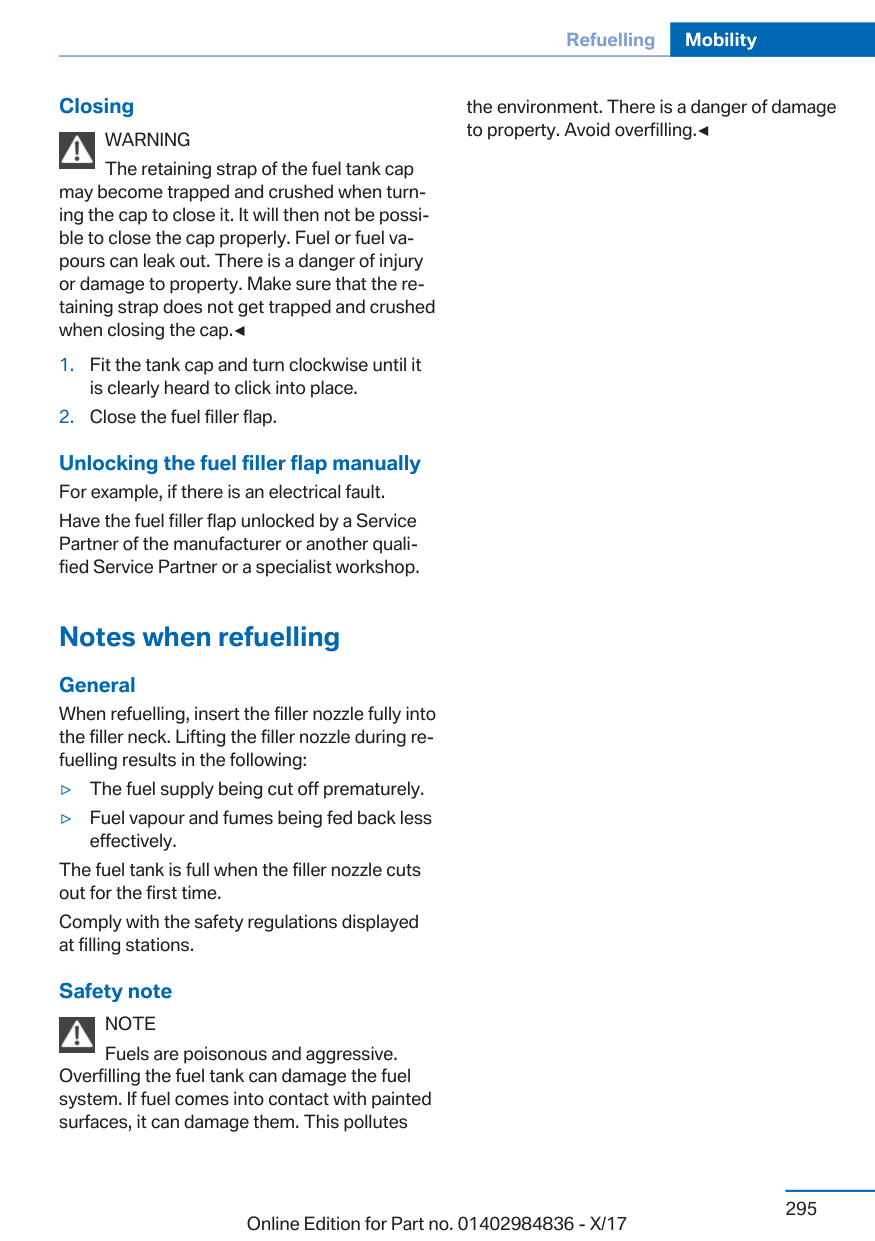 Refuelling Mobility
Closing
WARNING
The retaining strap of the fuel tank cap
may become trapped and crushed when turn-
ing the cap to close it. It will then not be possi-
ble to close the cap properly. Fuel or fuel va-
pours can leak out. There is a danger of injury
or damage to property. Make sure that the re-
taining strap does not get trapped and crushed
when closing the cap.◄
1. Fit the tank cap and turn clockwise until it
is clearly heard to click into place.
2. Close the fuel filler flap.
Unlocking the fuel filler flap manually
For example, if there is an electrical fault.
Have the fuel filler flap unlocked by a Service
Partner of the manufacturer or another quali-
fied Service Partner or a specialist workshop.
Notes when refuelling
General
When refuelling, insert the filler nozzle fully into
the filler neck. Lifting the filler nozzle during re-
fuelling results in the following:
▷ The fuel supply being cut off prematurely.
▷ Fuel vapour and fumes being fed back less
effectively.
The fuel tank is full when the filler nozzle cuts
out for the first time.
Comply with the safety regulations displayed
at filling stations.
Safety note
NOTE
Fuels are poisonous and aggressive.
Overfilling the fuel tank can damage the fuel
system. If fuel comes into contact with painted
surfaces, it can damage them. This pollutes
the environment. There is a danger of damage
to property. Avoid overfilling.◄
295
Online Edition for Part no. 01402984836 - X/17